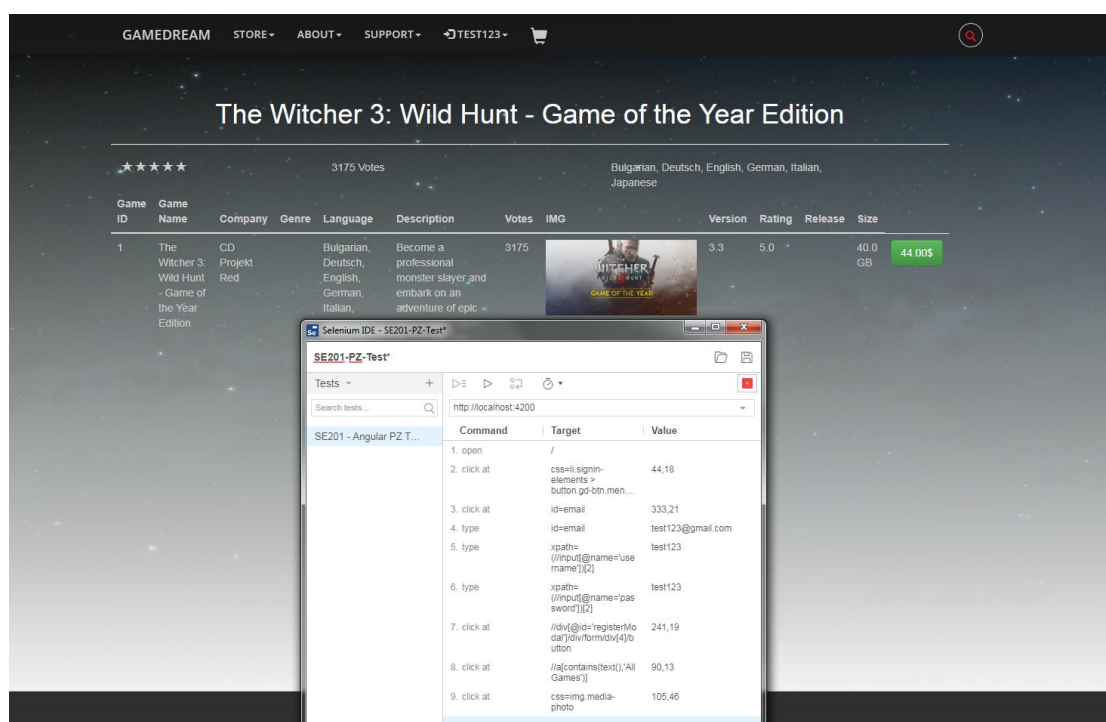 GAMEDREAM STORE ABOUT SUPPORT TEST123
The Witcher 3: Wild Hunt - Game of the Year Edition
★★★★★ 3175 Votes Bulgarian, Deutsch, English, German, Italian,
Japanese
Game Game
ID Name Company Genre Language Description Votes IMG Version Rating Release Size
1 The CD Bulgarian, Become a 3175 3.3 5.0 40.0 44.00$
Witcher 3: Projekt Deutsch, professional GB
Wild Hunt Red English, monster slayer and
- Game of German, embark on an
the Year Italian, adventure of epic
Edition
WITCHER
WILD HUNT
GAME OF THE YEAR
Se Selenium IDE - SE201-PZ-Test*
SE201-PZ-Test*
Tests +
Search tests... http://localhost:4200
SE201 - Angular PZ T...
Command Target Value
1. open /
2. click at css=li.signin- 44,18
elements >
button.gd-btn.men...
3. click at id=email 333,21
4. type id=email test123@gmail.com
5. type xpath= test123
(//input[@name='use
rname'])[2]
6. type xpath= test123
(//input[@name='pas
sword'])[2]
7. click at //div[@id='registerMo 241,19
dal']/div/form/div[4]/b
utton
8. click at //a[contains(text(),'All 90,13
Games')]
9. click at css=img.media- 105,46
photo